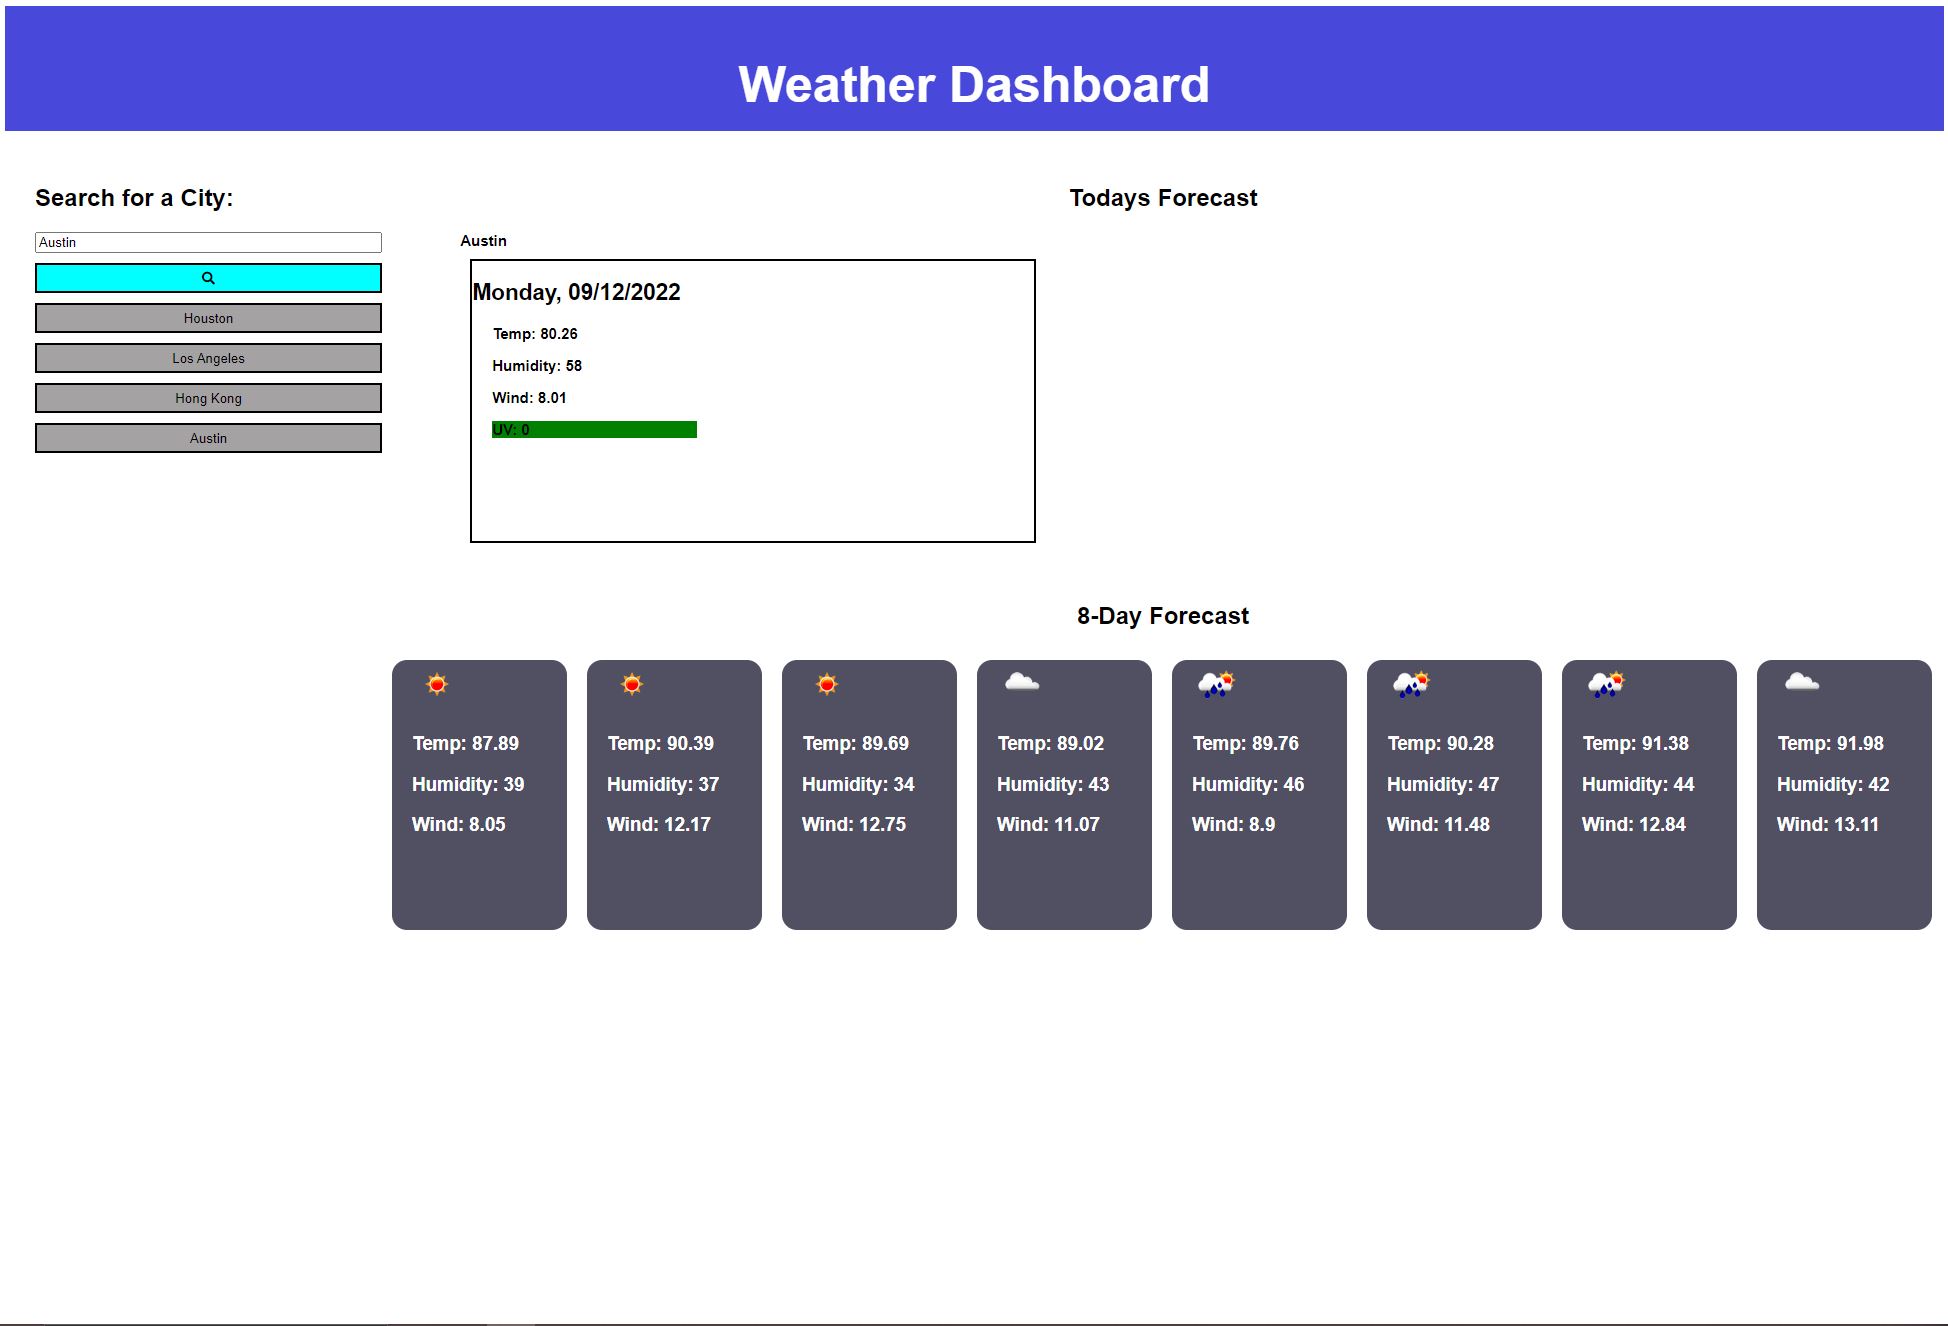 Weather Dashboard
Search for a City:
Austin
Houston
Los Angeles
Hong Kong
Austin
Todays Forecast
Austin
Monday, 09/12/2022
Temp: 80.26
Humidity: 58
Wind: 8.01
UV: 0
8-Day Forecast
Temp: 87.89
Humidity: 39
Wind: 8.05
Temp: 90.39
Humidity: 37
Wind: 12.17
Temp: 89.69
Humidity: 34
Wind: 12.75
Temp: 89.02
Humidity: 43
Wind: 11.07
Temp: 89.76
Humidity: 46
Wind: 8.9
Temp: 90.28
Humidity: 47
Wind: 11.48
Temp: 91.38
Humidity: 44
Wind: 12.84
Temp: 91.98
Humidity: 42
Wind: 13.11